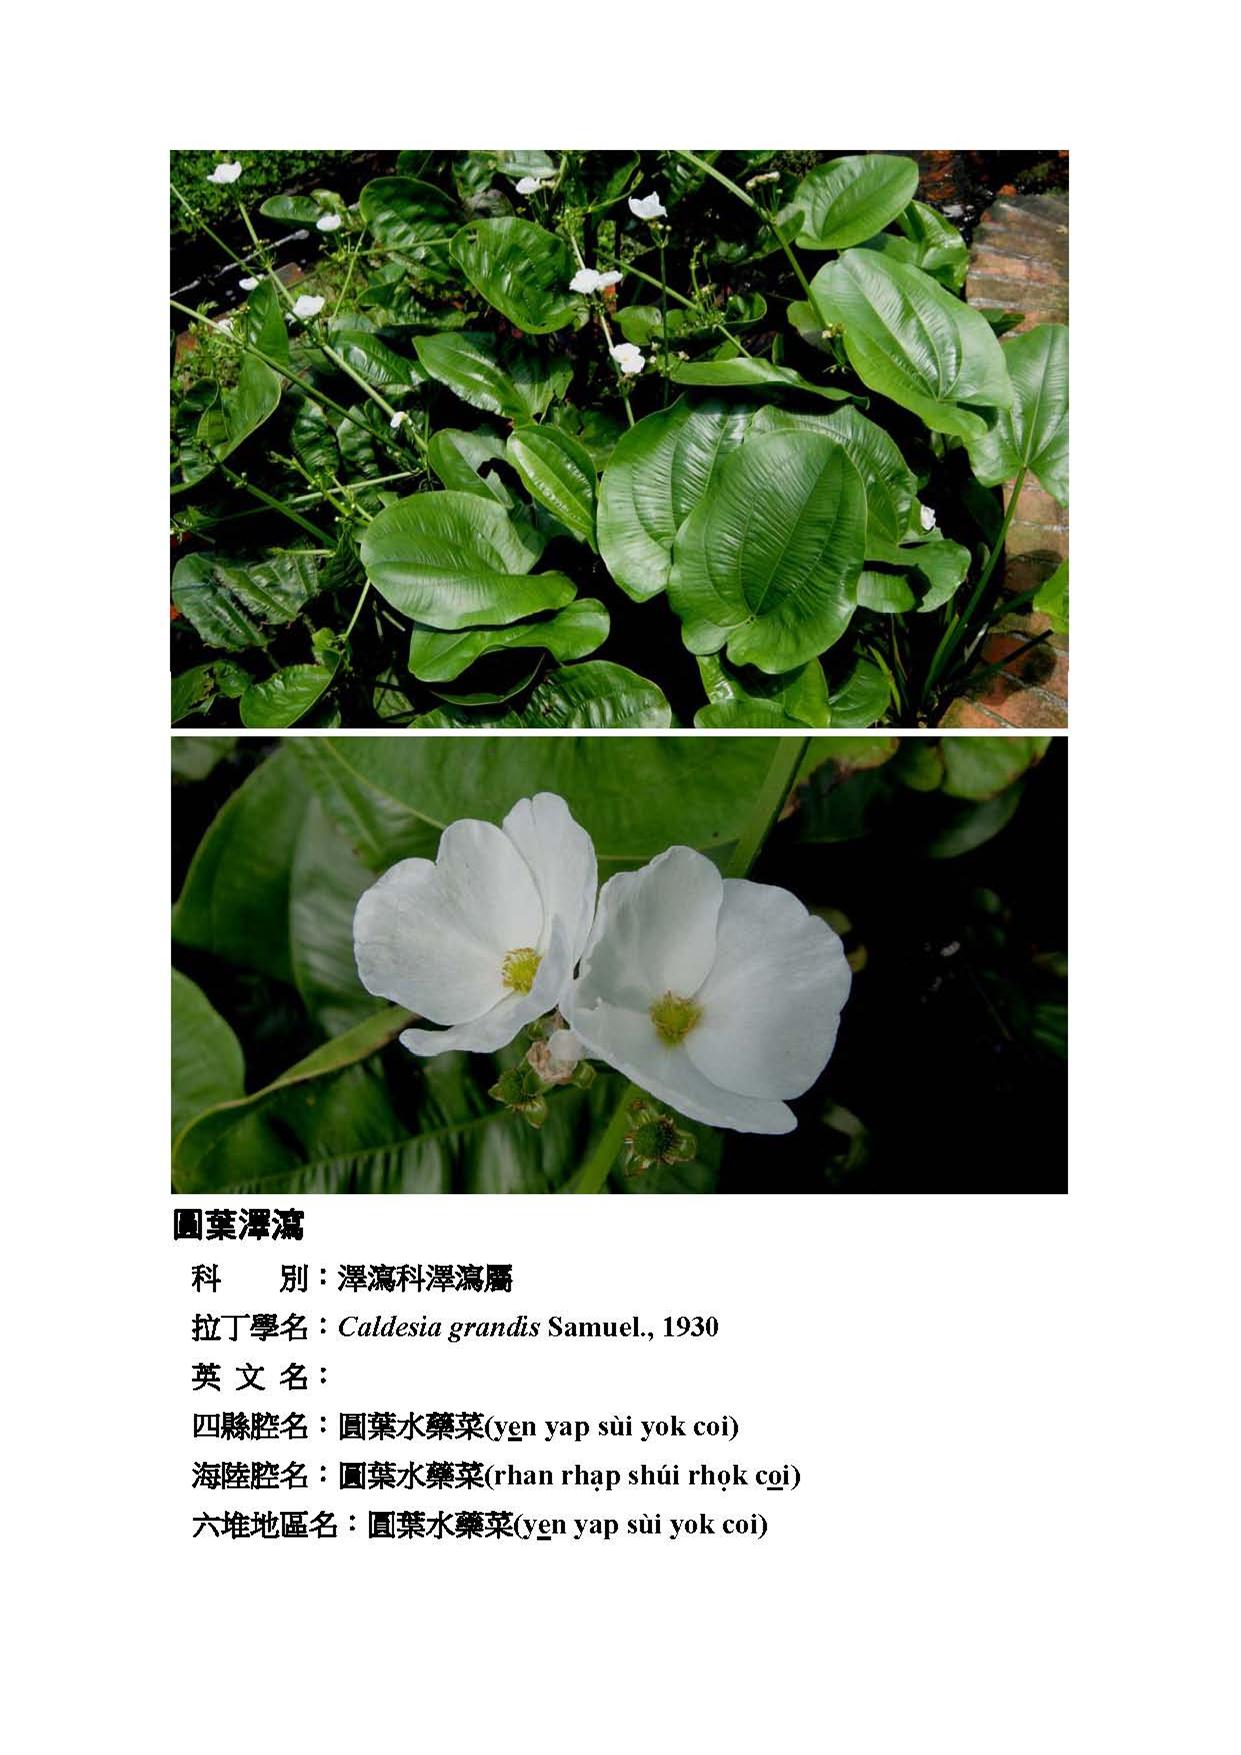 圓葉澤瀉
科　　別：澤瀉科澤瀉屬
拉丁學名：Caldesia grandis Samuel., 1930
英 文 名：
四縣腔名：圓葉水藥菜(yen yap sùi yok coi)
海陸腔名：圓葉水藥菜(rhan rhạp shúi rhọk coi)
六堆地區名：圓葉水藥菜(yen yap sùi yok coi)